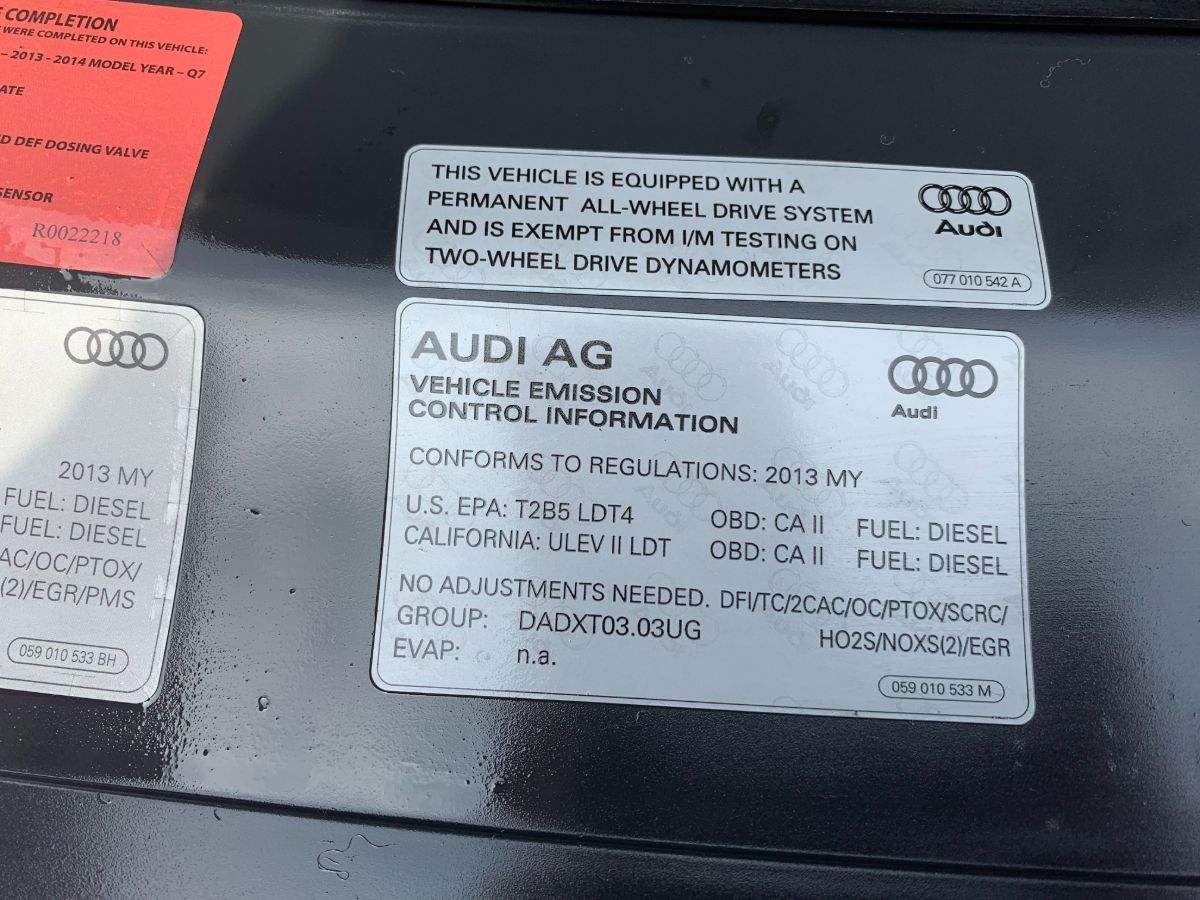 E COMPLETION
WERE COMPLETED ON THIS VEHICLE:
– 2013 - 2014 MODEL YEAR – Q7
ATE
D DEF DOSING VALVE
SENSOR
R0022218
THIS VEHICLE IS EQUIPPED WITH A
PERMANENT ALL-WHEEL DRIVE SYSTEM
AND IS EXEMPT FROM I/M TESTING ON
TWO-WHEEL DRIVE DYNAMOMETERS
Audi
077 010 542 A
2013 MY
FUEL: DIESEL
FUEL: DIESEL
AC/OC/PTOX/
(2)/EGR/PMS
059 010 533 BH
AUDI AG
VEHICLE EMISSION
CONTROL INFORMATION
Audi
CONFORMS TO REGULATIONS: 2013 MY
U.S. EPA: T2B5 LDT4 OBD: CA II FUEL: DIESEL
CALIFORNIA: ULEV II LDT OBD: CA II FUEL: DIESEL
NO ADJUSTMENTS NEEDED. DFI/TC/2CAC/OC/PTOX/SCRC/
GROUP: DADXT03.03UG HO2S/NOXS(2)/EGR
EVAP: n.a.
059 010 533 M